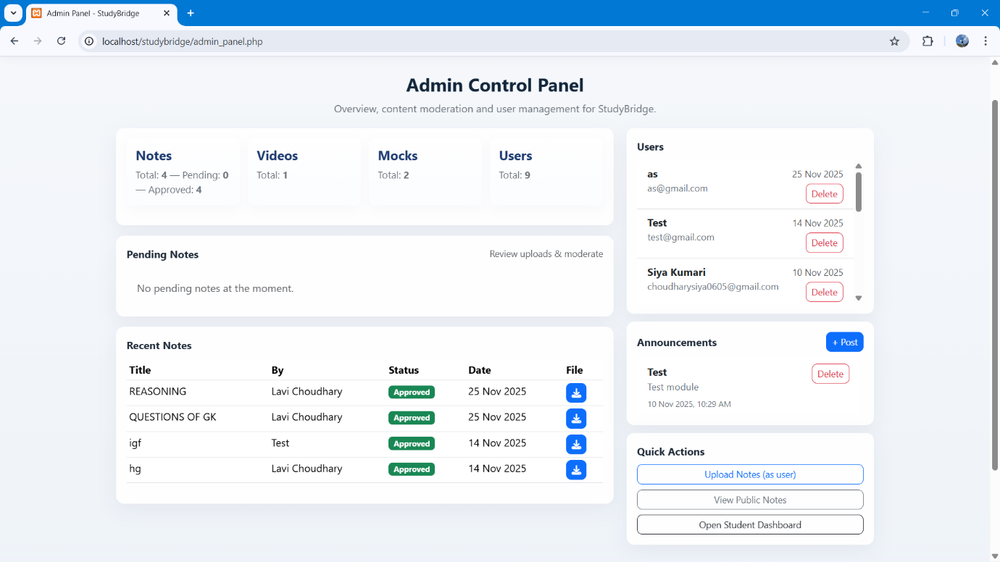 Admin Panel - StudyBridge
localhost/studybridge/admin_panel.php
Admin Control Panel
Overview, content moderation and user management for StudyBridge.
Notes
Total: 4 — Pending: 0
— Approved: 4
Videos
Total: 1
Mocks
Total: 2
Users
Total: 9
Pending Notes
Review uploads & moderate
No pending notes at the moment.
Recent Notes
Title By Status Date File
REASONING Lavi Choudhary Approved 25 Nov 2025
QUESTIONS OF GK Lavi Choudhary Approved 25 Nov 2025
igf Test Approved 14 Nov 2025
hg Lavi Choudhary Approved 14 Nov 2025
Users
as 25 Nov 2025
as@gmail.com
Delete
Test 14 Nov 2025
test@gmail.com
Delete
Siya Kumari 10 Nov 2025
choudharysiya0605@gmail.com
Delete
Announcements
+ Post
Test
Delete
Test module
10 Nov 2025, 10:29 AM
Quick Actions
Upload Notes (as user)
View Public Notes
Open Student Dashboard